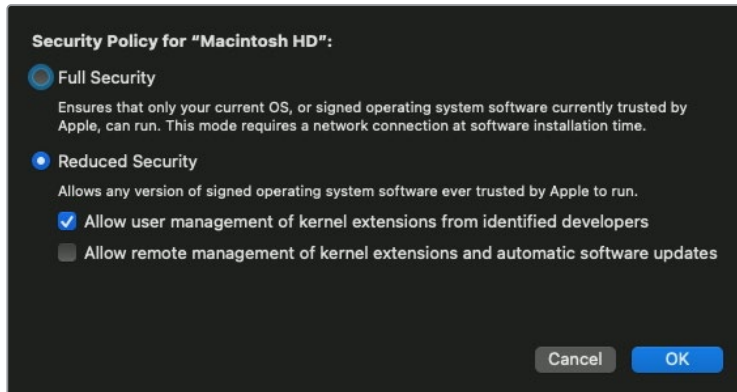 Security Policy for “Macintosh HD”:
Full Security
Ensures that only your current OS, or signed operating system software currently trusted by
Apple, can run. This mode requires a network connection at software installation time.
Reduced Security
Allows any version of signed operating system software ever trusted by Apple to run.
Allow user management of kernel extensions from identified developers
Allow remote management of kernel extensions and automatic software updates
Cancel OK